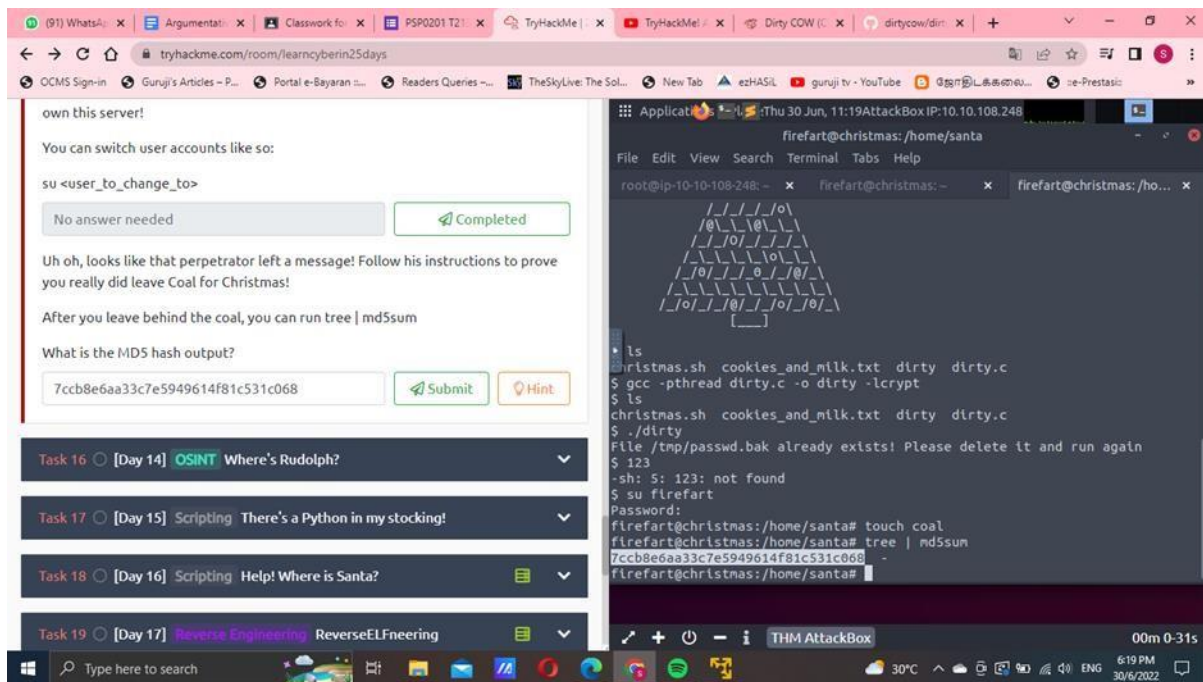 (91) WhatsA
Argumentati
Classwork fo
PSP0201 T21
TryHackMe |
TryHackMe! A
Dirty COW (C
dirtycow/dirt
tryhackme.com/room/learncyberin25days
S
OCMS Sign-in
Guruji's Articles – P...
Portal e-Bayaran ::...
Readers Queries –...
TheSkyLive: The Sol...
New Tab
ezHASiL
guruji tv - YouTube
ஜோதிடக்கலை...
»
own this server!
You can switch user accounts like so:
su <user_to_change_to>
No answer needed
Completed
Uh oh, looks like that perpetrator left a message! Follow his instructions to prove
you really did leave Coal for Christmas!
After you leave behind the coal, you can run tree | md5sum
What is the MD5 hash output?
7ccb8e6aa33c7e5949614f81c531c068
Submit
Hint
Task 16 [Day 14] OSINT Where's Rudolph?
Task 17 [Day 15] Scripting There's a Python in my stocking!
Task 18 [Day 16] Scripting Help! Where is Santa?
Task 19 [Day 17] Reverse Engineering ReverseELFneering
Applicati Thu 30 Jun, 11:19 AttackBox IP:10.10.108.248
firefart@christmas: /home/santa
File Edit View Search Terminal Tabs Help
root@ip-10-10-108-248: ~
firefart@christmas: ~
firefart@christmas: /ho...
/_/_/_/_/o\
/@\_\_\@\_\_\
/_/_/O/_/_/_/_\
/_\_\_\_\_\o\_\_\
/_/0/_/_/_0_/_/@/_\
/_\_\_\_\_\_\_\_\_\_\
/_/o/_/_/@/_/_/o/_/0/_\
[___]
ls
christmas.sh cookies_and_milk.txt dirty dirty.c
$ gcc -pthread dirty.c -o dirty -lcrypt
$ ls
christmas.sh cookies_and_milk.txt dirty dirty.c
$ ./dirty
File /tmp/passwd.bak already exists! Please delete it and run again
$ 123
-sh: 5: 123: not found
$ su firefart
Password:
firefart@christmas:/home/santa# touch coal
firefart@christmas:/home/santa# tree | md5sum
7ccb8e6aa33c7e5949614f81c531c068 -
firefart@christmas:/home/santa#
THM AttackBox
00m 0-31s
Type here to search
30°C
ENG
6:19 PM
30/6/2022